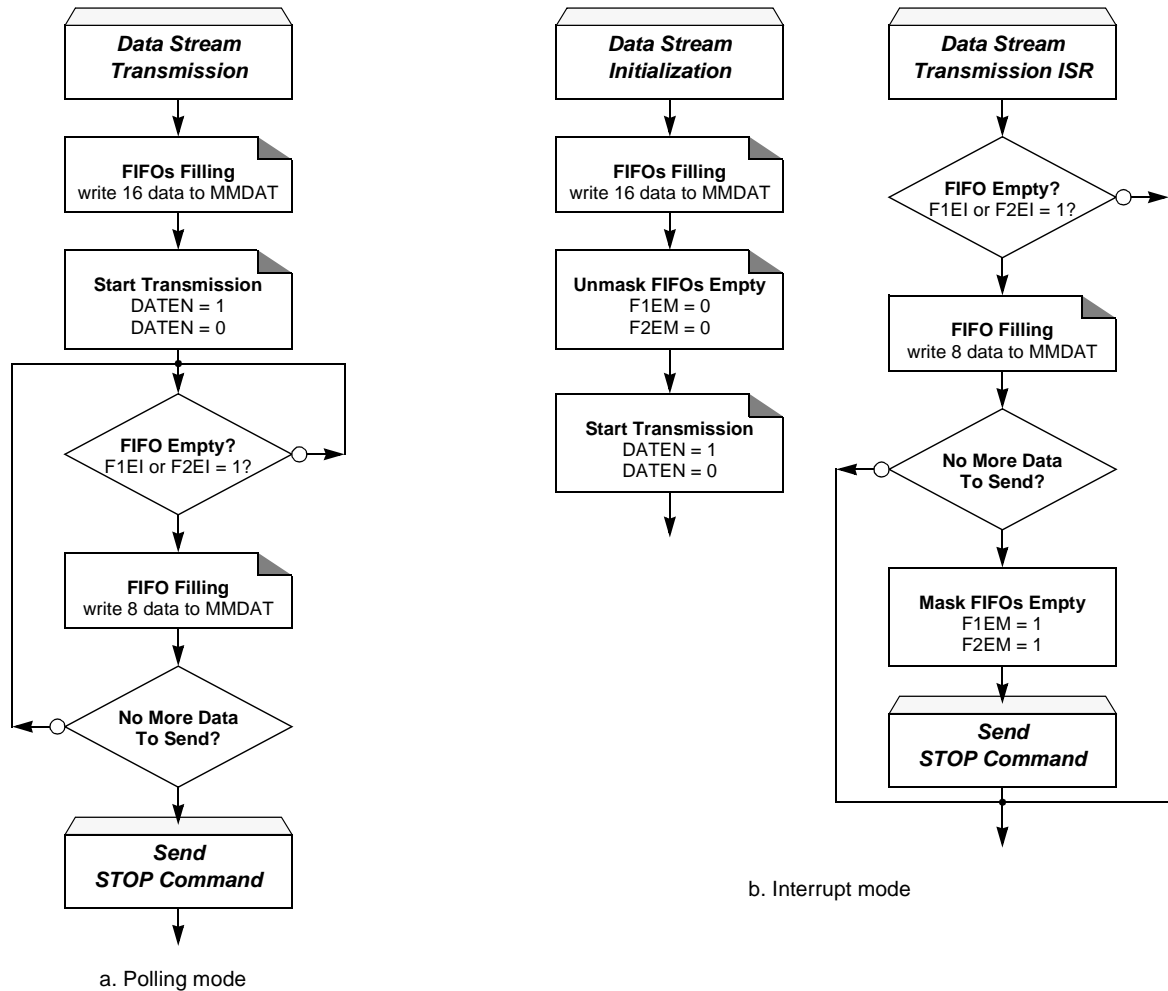 Data Stream
Transmission
FIFOs Filling
write 16 data to MMDAT
Start Transmission
DATEN = 1
DATEN = 0
FIFO Empty?
F1EI or F2EI = 1?
FIFO Filling
write 8 data to MMDAT
No More Data
To Send?
Send
STOP Command
a. Polling mode
Data Stream
Initialization
FIFOs Filling
write 16 data to MMDAT
Unmask FIFOs Empty
F1EM = 0
F2EM = 0
Start Transmission
DATEN = 1
DATEN = 0
Data Stream
Transmission ISR
FIFO Empty?
F1EI or F2EI = 1?
FIFO Filling
write 8 data to MMDAT
No More Data
To Send?
Mask FIFOs Empty
F1EM = 1
F2EM = 1
Send
STOP Command
b. Interrupt mode